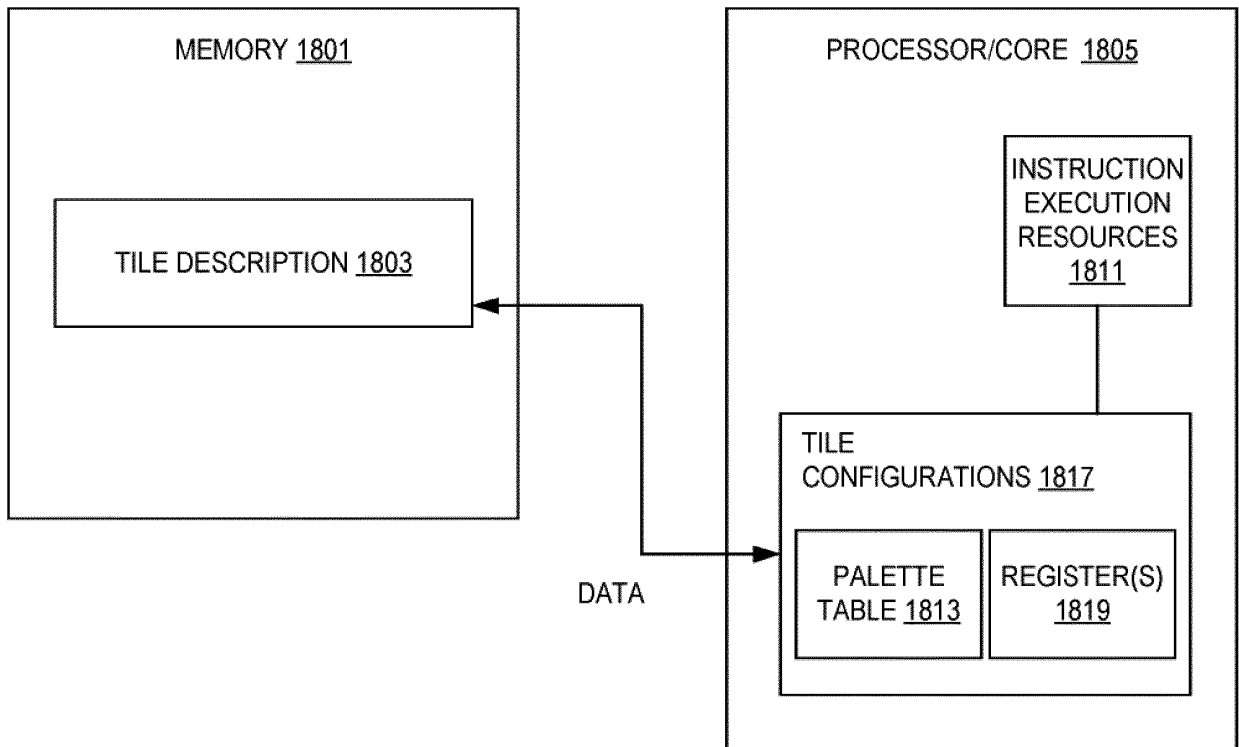 MEMORY 1801
TILE DESCRIPTION 1803
DATA
PROCESSOR/CORE 1805
INSTRUCTION
EXECUTION
RESOURCES
1811
TILE
CONFIGURATIONS 1817
PALETTE
TABLE 1813
REGISTER(S)
1819